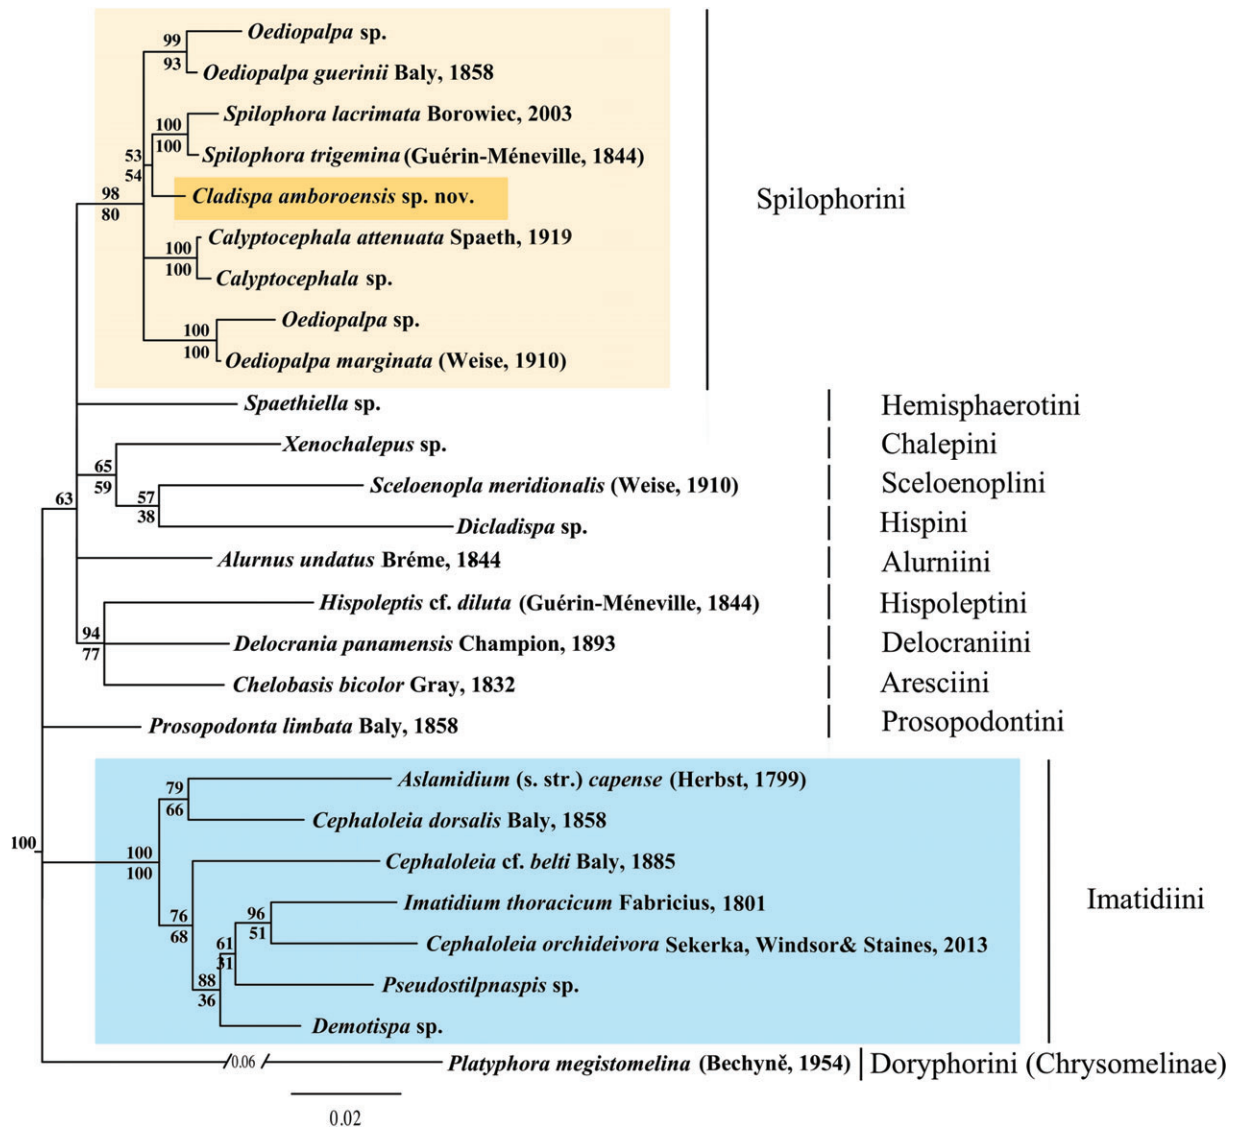 Oediopalpa sp.
99
93
Oediopalpa guerinii Baly, 1858
Spilophora lacrimata Borowiec, 2003
100
100
Spilophora trigemina (Guérin-Méneville, 1844)
53
54
Cladispa amboroensis sp. nov.
98
80
Spilophorini
Calyptocephala attenuata Spaeth, 1919
100
100
Calyptocephala sp.
Oediopalpa sp.
100
100
Oediopalpa marginata (Weise, 1910)
Spaethiella sp.
Hemisphaerotini
Xenochalepus sp.
Chalepini
65
59
Sceloenopla meridionalis (Weise, 1910)
Sceloenoplini
57
38
63
Dicladispa sp.
Hispini
Alurnus undatus Bréme, 1844
Alurniini
Hispoleptis cf. diluta (Guérin-Méneville, 1844)
Hispoleptini
94
77
Delocrania panamensis Champion, 1893
Delocraniini
Chelobasis bicolor Gray, 1832
Aresciini
Prosopodonta limbata Baly, 1858
Prosopodontini
Aslamidium (s. str.) capense (Herbst, 1799)
79
66
Cephaloleia dorsalis Baly, 1858
100
100
100
Cephaloleia cf. belti Baly, 1885
Imatidium thoracicum Fabricius, 1801
Imatidiini
76
68
96
51
Cephaloleia orchideivora Sekerka, Windsor& Staines, 2013
61
31
Pseudostilpnaspis sp.
88
36
Demotispa sp.
0.06
Platyphora megistomelina (Bechyně, 1954)
Doryphorini (Chrysomelinae)
0.02